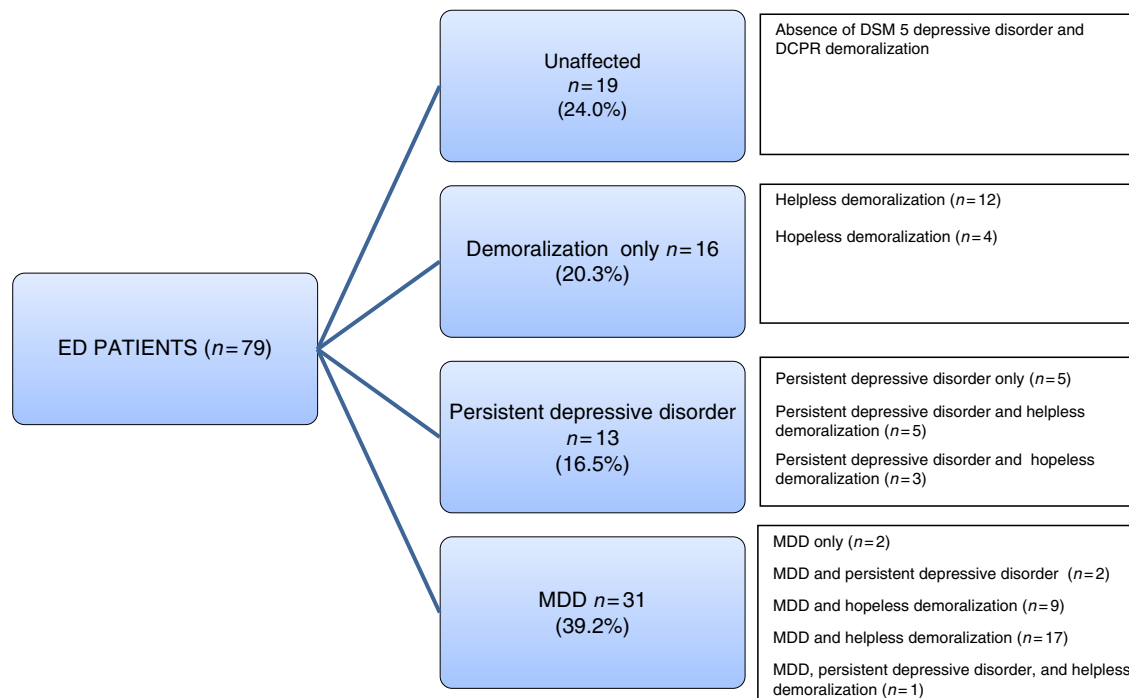 ED PATIENTS (n=79)
Unaffected
n=19
(24.0%)
Absence of DSM 5 depressive disorder and
DCPR demoralization
Demoralization only n=16
(20.3%)
Helpless demoralization (n=12)
Hopeless demoralization (n=4)
Persistent depressive disorder
n=13
(16.5%)
Persistent depressive disorder only (n=5)
Persistent depressive disorder and helpless
demoralization (n=5)
Persistent depressive disorder and hopeless
demoralization (n=3)
MDD n=31
(39.2%)
MDD only (n=2)
MDD and persistent depressive disorder (n=2)
MDD and hopeless demoralization (n=9)
MDD and helpless demoralization (n=17)
MDD, persistent depressive disorder, and helpless
demoralization (n=1)